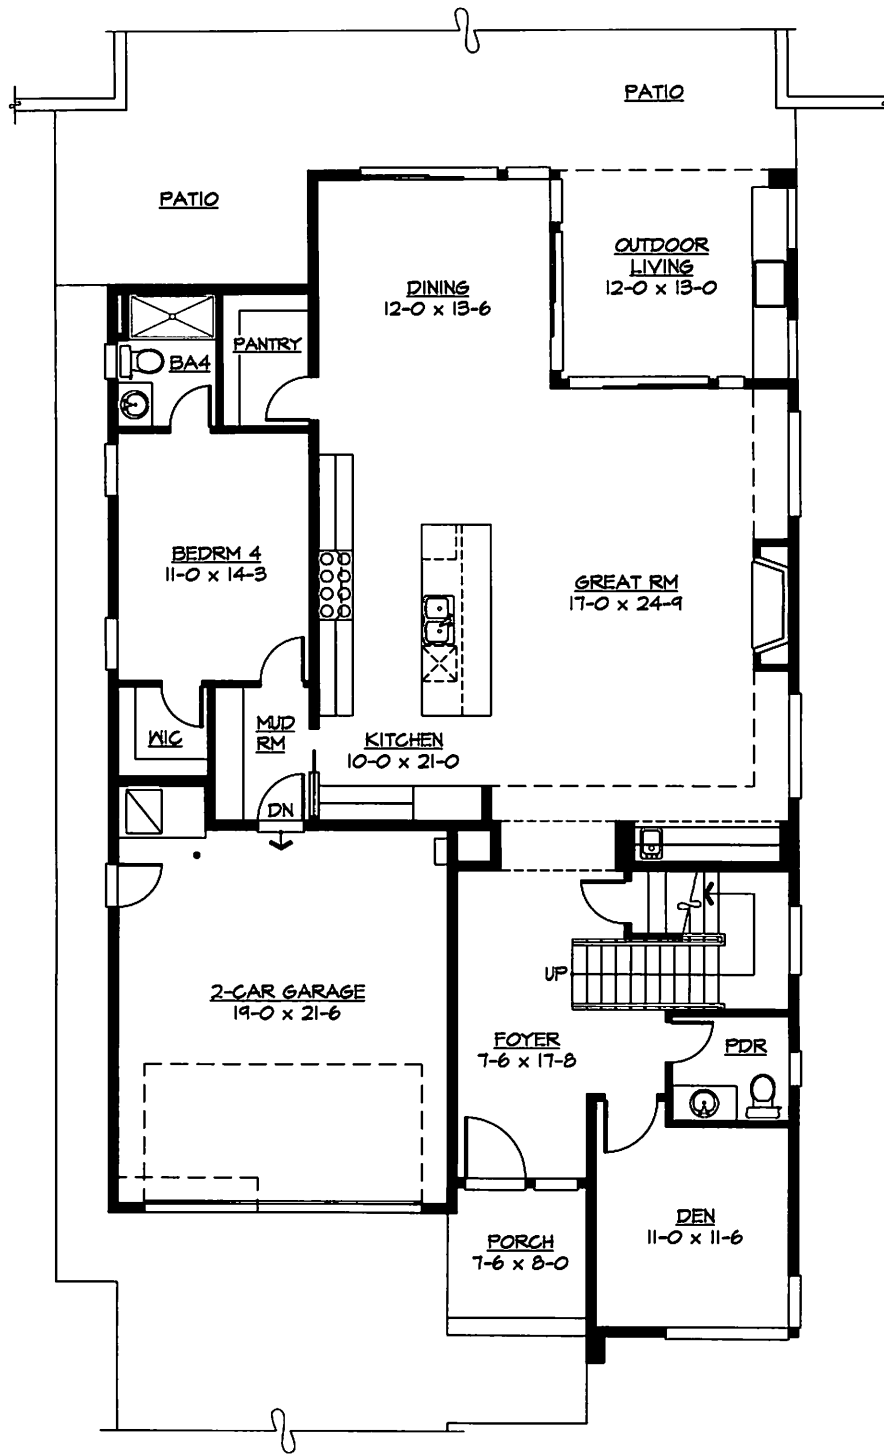 PATIO
PATIO
OUTDOOR
LIVING
12-0 x 13-0
DINING
12-0 x 13-6
PANTRY
BA4
BEDRM 4
11-0 x 14-3
GREAT RM
17-0 x 24-9
MUD
RM
WIC
KITCHEN
10-0 x 21-0
DN
UP
2-CAR GARAGE
19-0 x 21-6
FOYER
7-6 x 17-8
PDR
DEN
11-0 x 11-6
PORCH
7-6 x 8-0